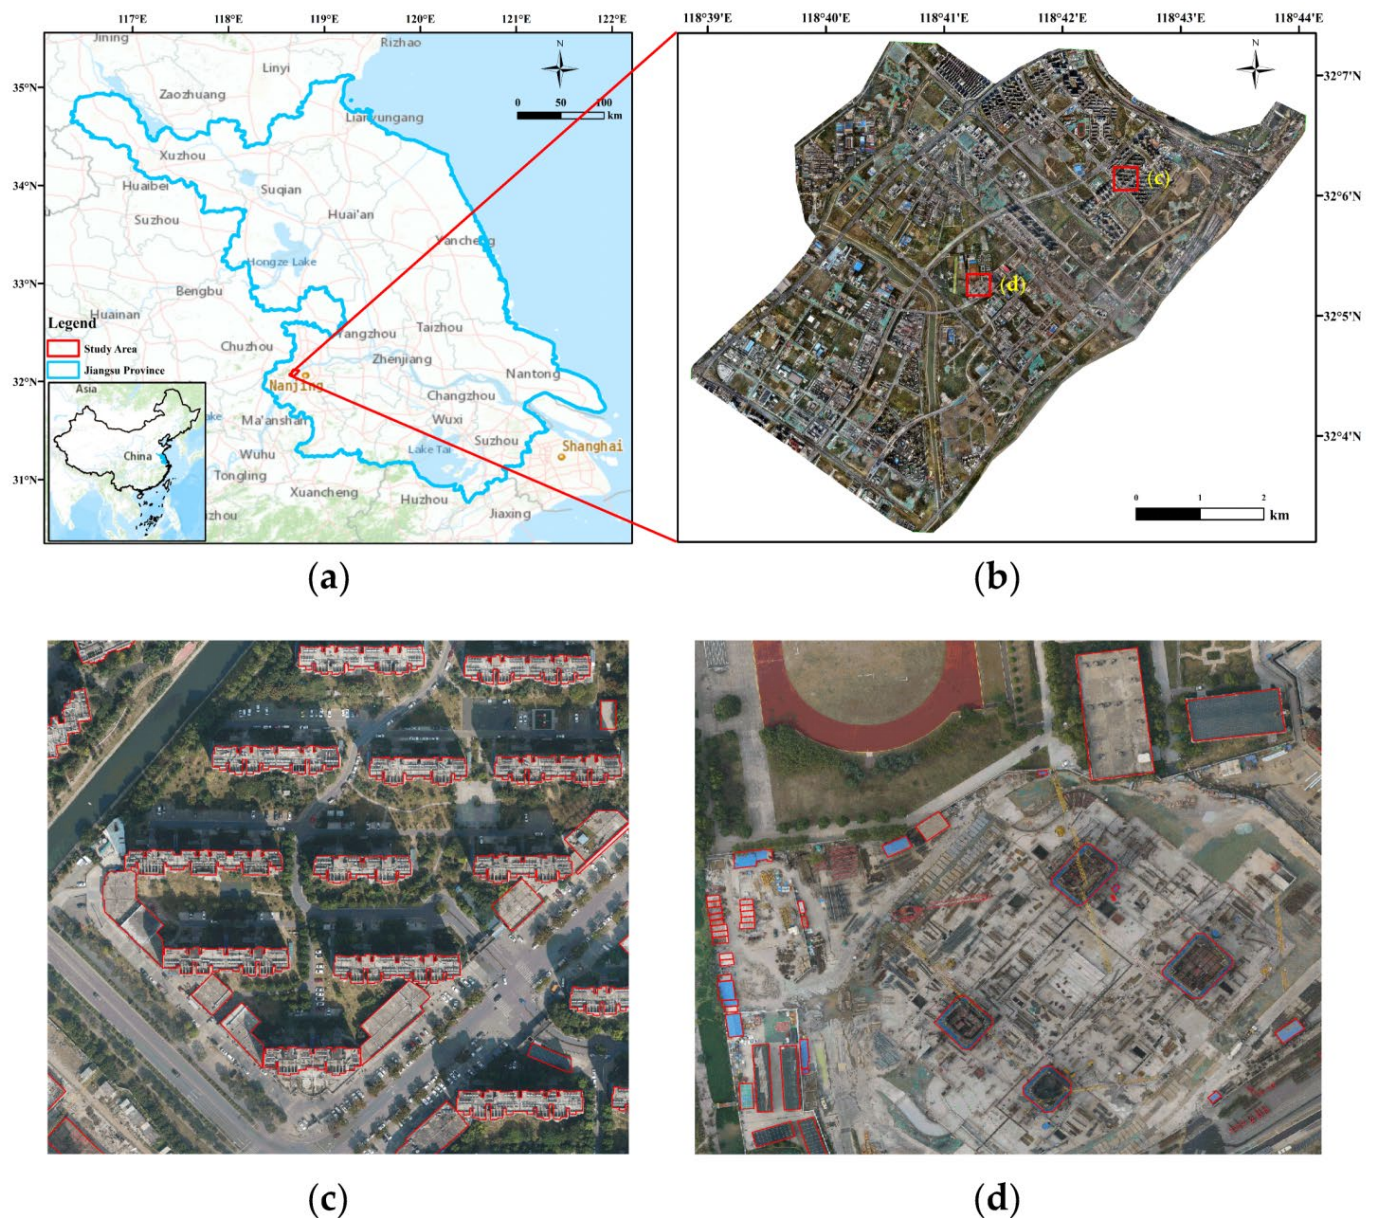 117°E 118°E 119°E 120°E 121°E 122°E
Jining
Rizhao
Linyi
N
35°N
Zaozhuang
0 50 100
km
Lianyungang
Xuzhou
34°N
Huaibei
Suqian
Suzhou
Huai'an
Yancheng
Hongze Lake
33°N
Bengbu
Huainan
Legend
Study Area
Jiangsu Province
Chuzhou
Yangzhou
Taizhou
Zhenjiang
32°N
Nanjing
Nantong
Changzhou
Asia
Ma'anshan
Wuxi
Suzhou
Shanghai
China
Wuhu
Lake Tai
31°N
Tongling
Xuancheng
Huzhou
Jiaxing
zhou
(a)
118°39'E 118°40'E 118°41'E 118°42'E 118°43'E 118°44'E
N
32°7'N
(c)
32°6'N
(d)
32°5'N
32°4'N
0 1 2
km
(b)
(c)
(d)